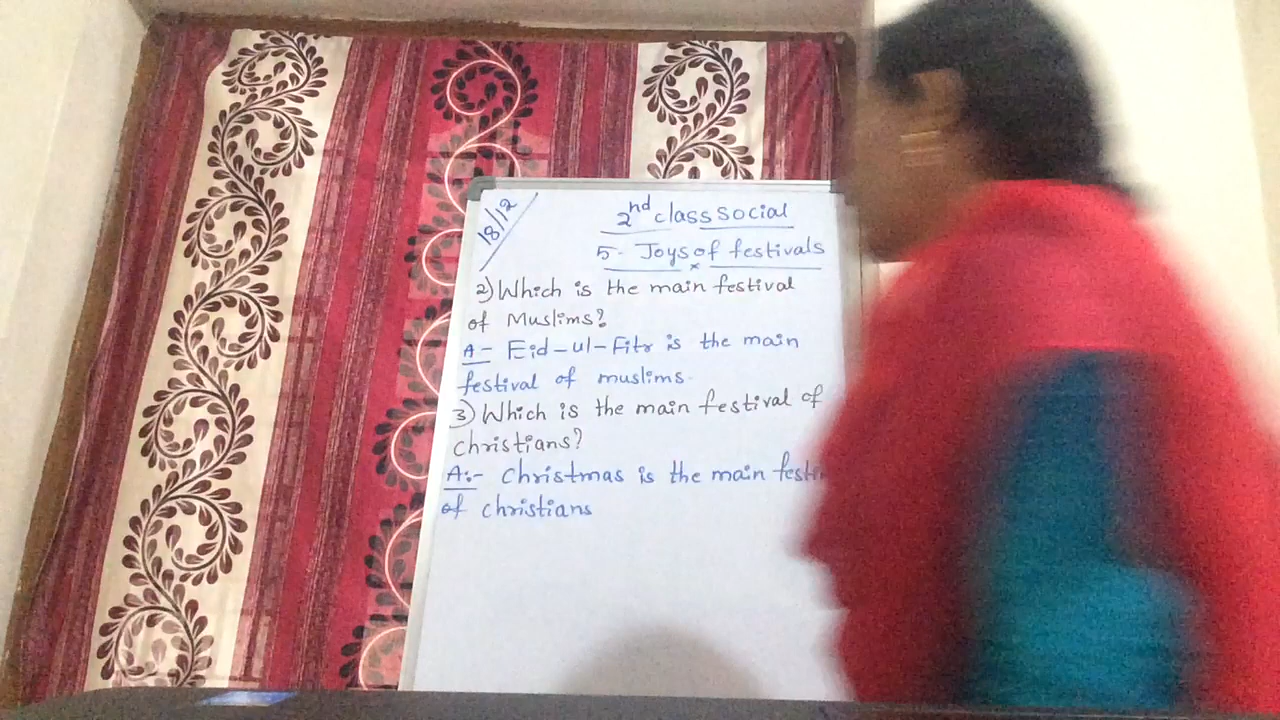 18/12
2nd class social
5- Joys of festivals
2) Which is the main festival
of Muslims?
A- Eid-ul-Fitr is the main
festival of muslims.
3) Which is the main festival of
christians?
A:- Christmas is the main
of christians